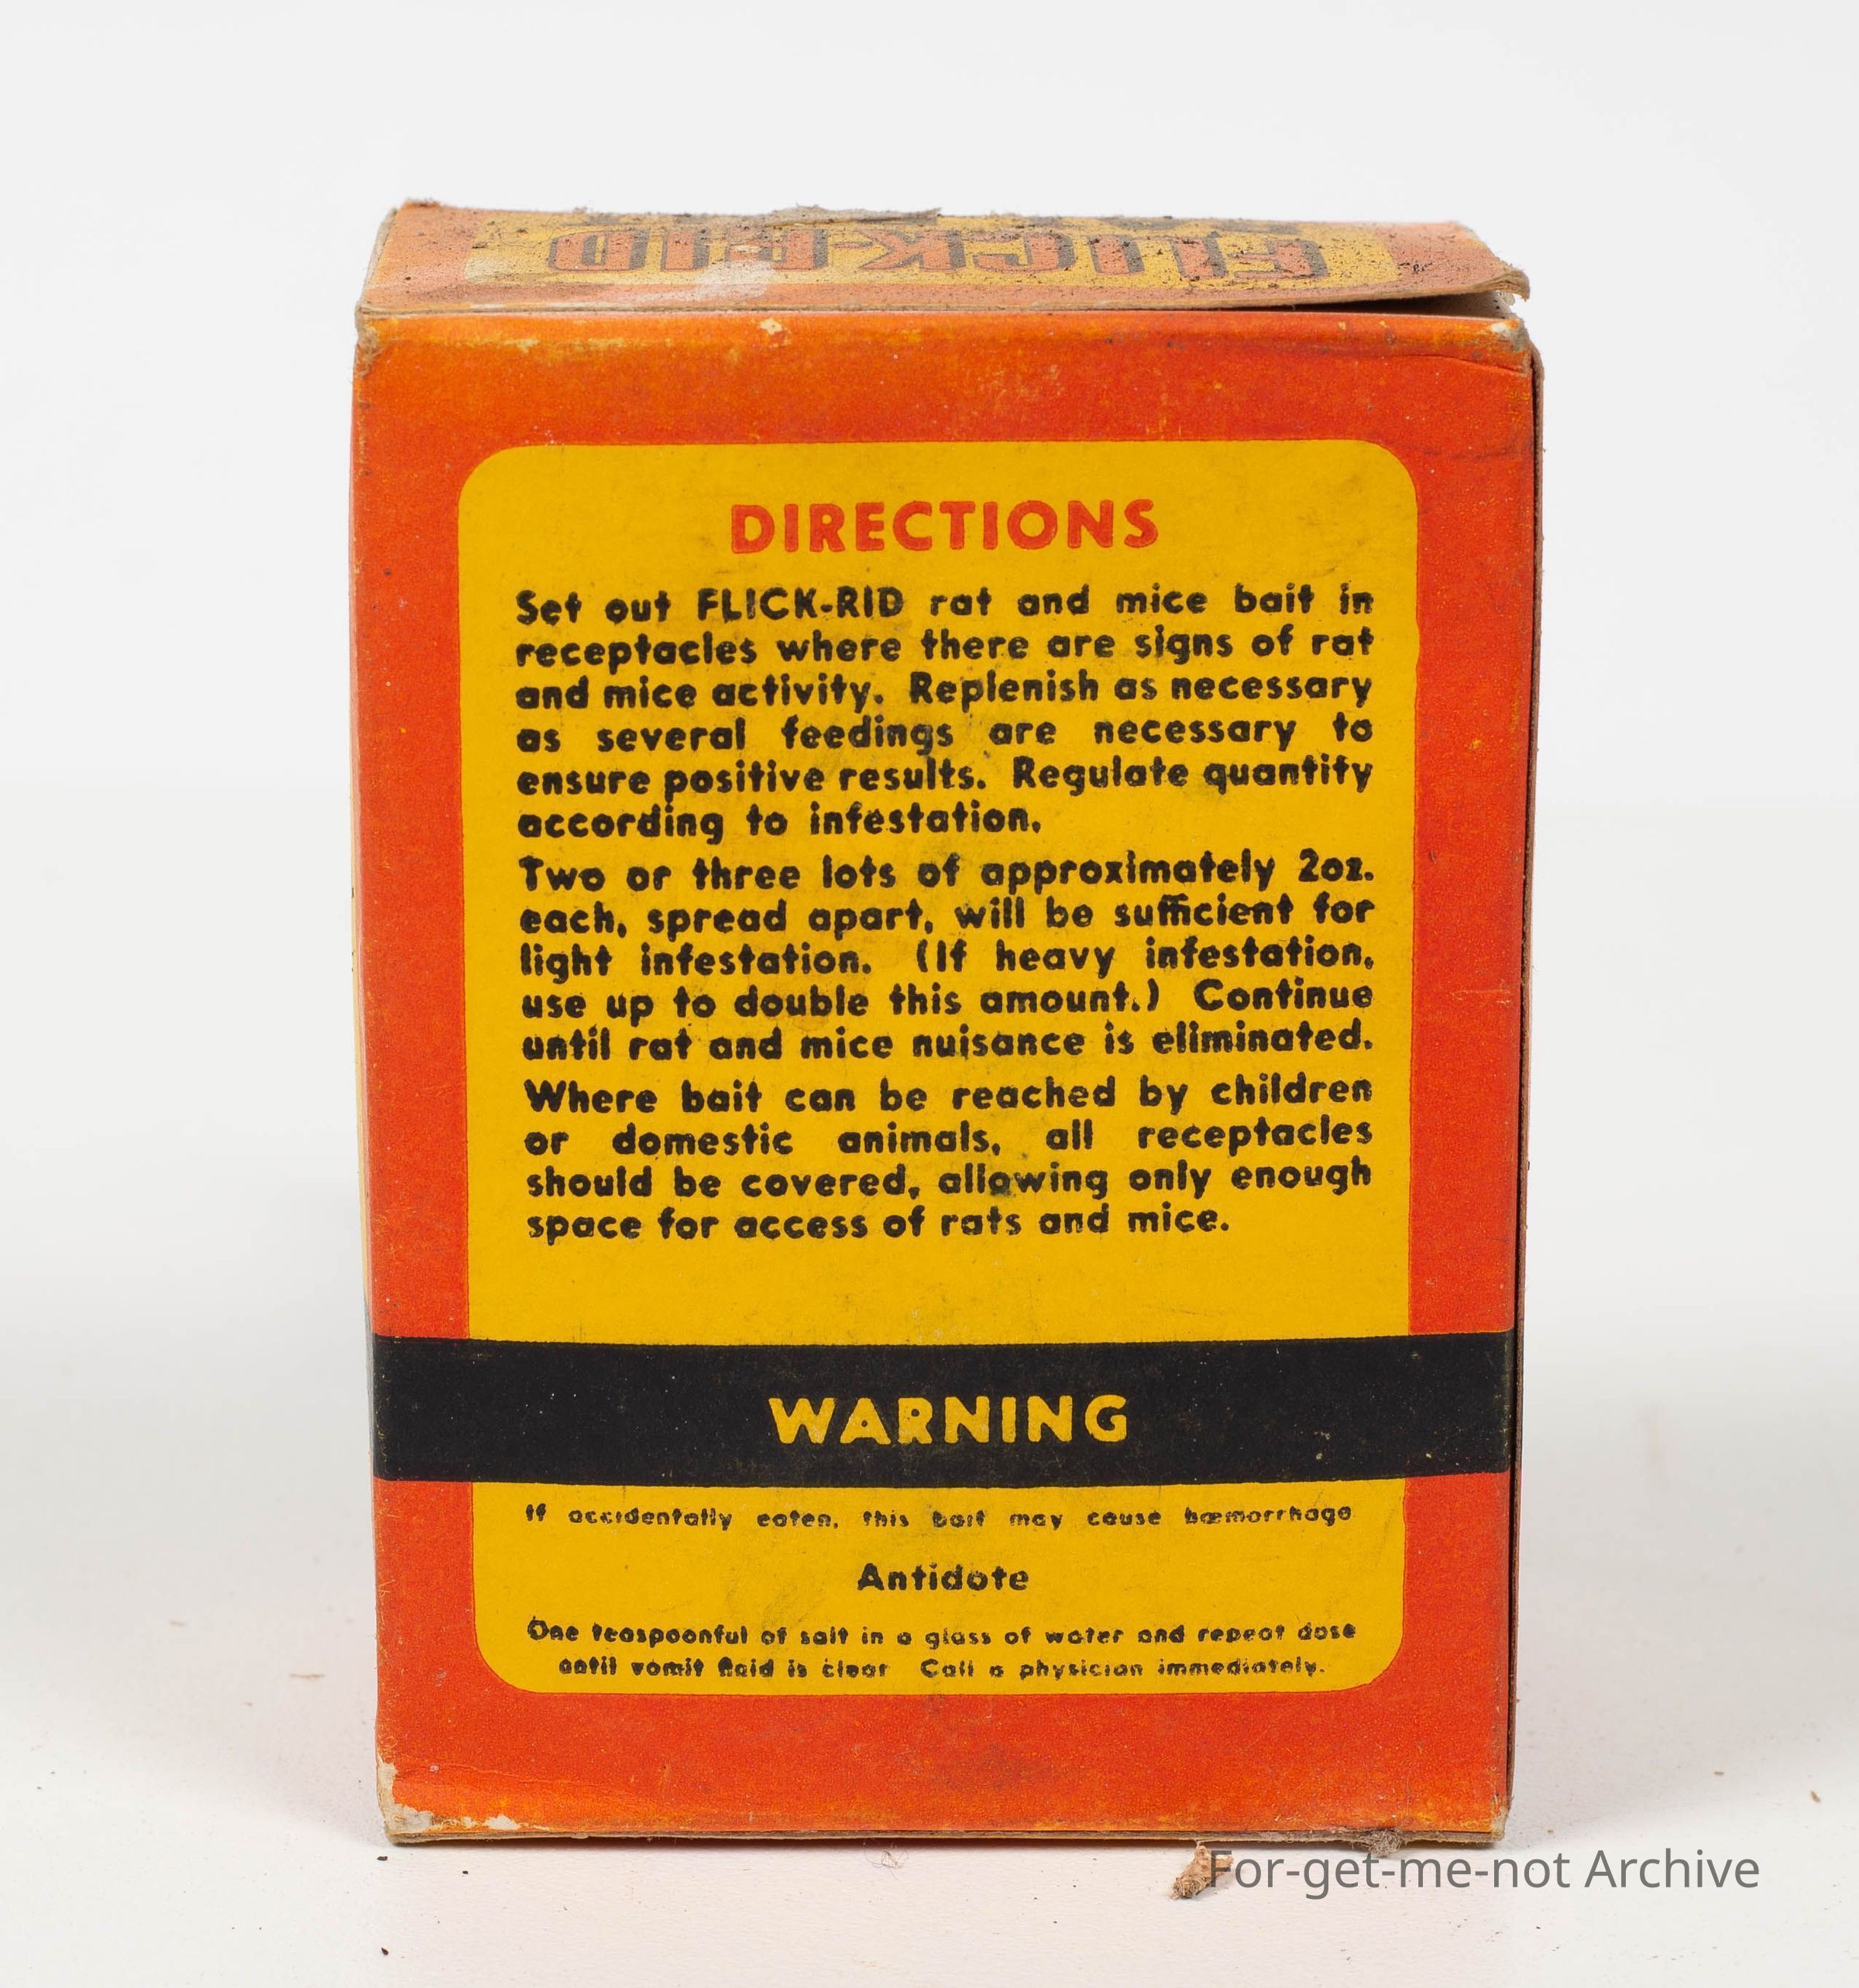 FLICK-RID
DIRECTIONS
Set out FLICK-RID rat and mice bait in
receptacles where there are signs of rat
and mice activity. Replenish as necessary
as several feedings are necessary to
ensure positive results. Regulate quantity
according to infestation.
Two or three lots of approximately 2oz.
each, spread apart, will be sufficient for
light infestation. (If heavy infestation,
use up to double this amount.) Continue
until rat and mice nuisance is eliminated.
Where bait can be reached by children
or domestic animals, all receptacles
should be covered, allowing only enough
space for access of rats and mice.
WARNING
If accidentally eaten, this bait may cause hæmorrhage
Antidote
One teaspoonful of salt in a glass of water and repeat dose
until vomit fluid is clear Call a physician immediately.
For-get-me-not Archive